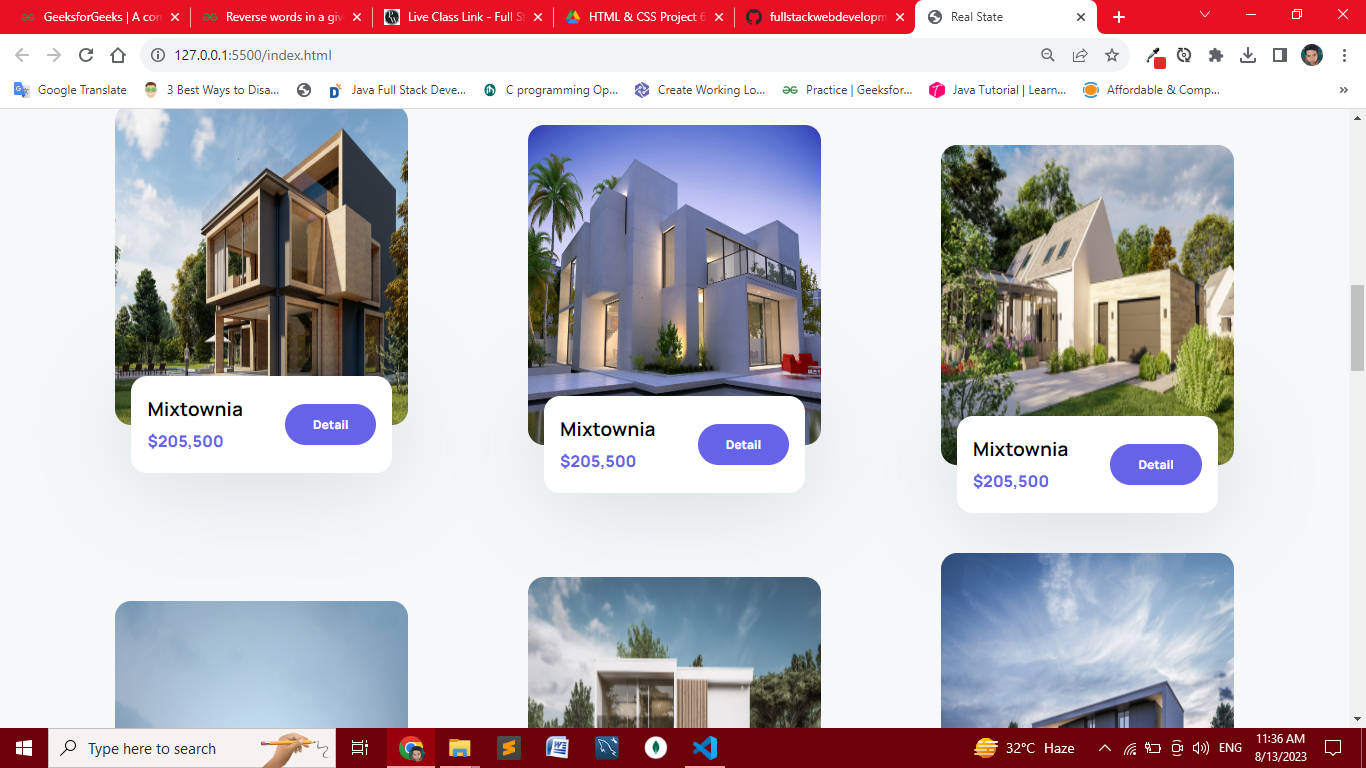 GeeksforGeeks | A con
Reverse words in a giv
Live Class Link - Full S
HTML & CSS Project 6
fullstackwebdevelopm
Real State
127.0.0.1:5500/index.html
Google Translate
3 Best Ways to Disa...
Java Full Stack Deve...
C programming Op...
Create Working Lo...
Practice | Geeksfor...
Java Tutorial | Learn...
Affordable & Comp...
Mixtownia
$205,500
Detail
Mixtownia
$205,500
Detail
Mixtownia
$205,500
Detail
Type here to search
32°C Haze
ENG
11:36 AM
8/13/2023